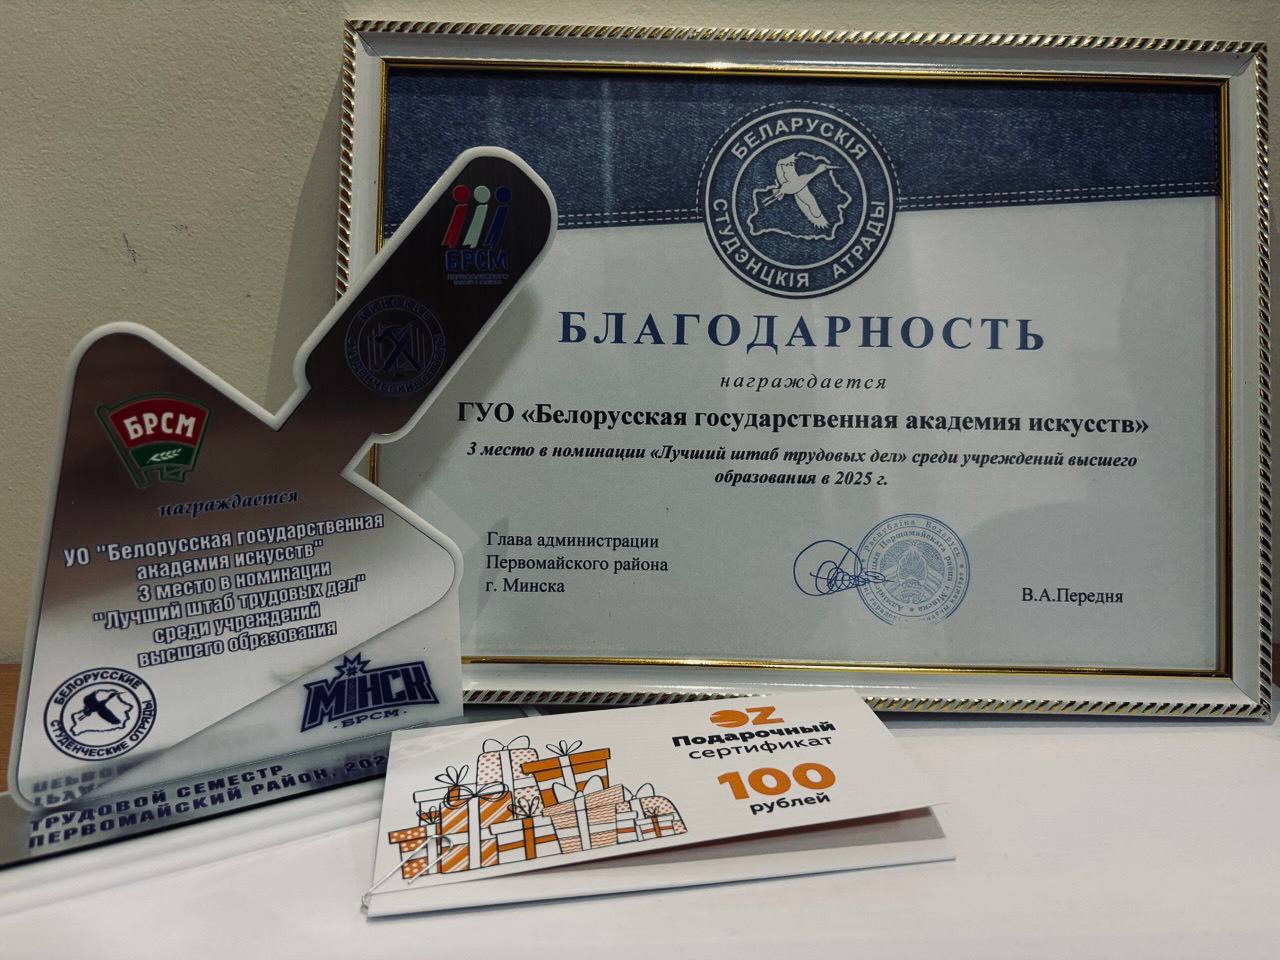 БЕЛАРУСКІЯ
СТУДЭНЦКІЯ АТРАДЫ
БЛАГОДАРНОСТЬ
награждается
ГУО «Белорусская государственная академия искусств»
3 место в номинации «Лучший штаб трудовых дел» среди учреждений высшего
образования в 2025 г.
Глава администрации
Первомайского района
г. Минска
В.А.Передня
БРСМ
БРСМ
награждается
УО "Белорусская государственная
академия искусств"
3 место в номинации
"Лучший штаб трудовых дел"
среди учреждений
высшего образования
БЕЛОРУССКИЕ
СТУДЕНЧЕСКИЕ ОТРЯДЫ
МІНСК
·БРСМ·
ТРУДОВОЙ СЕМЕСТР
ПЕРВОМАЙСКИЙ РАЙОН,
OZ
Подарочный
сертификат
100
рублей